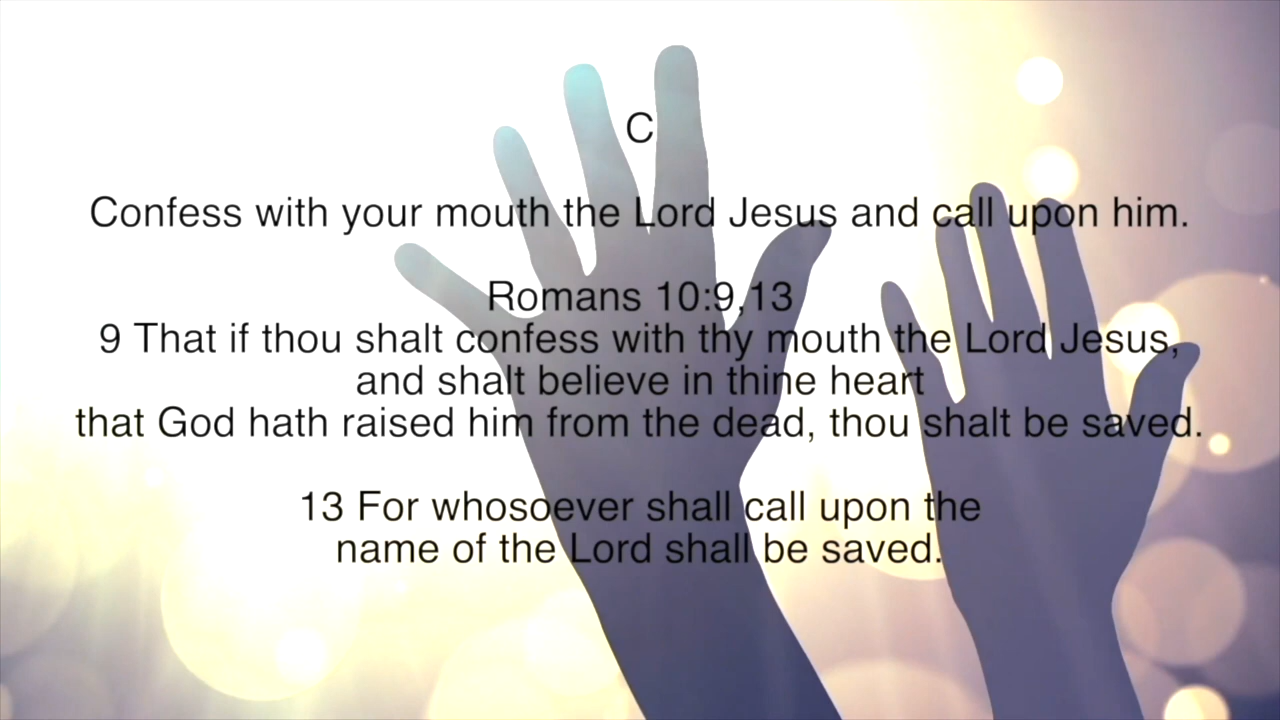 C
Confess with your mouth the Lord Jesus and call upon him.
Romans 10:9,13
9 That if thou shalt confess with thy mouth the Lord Jesus,
and shalt believe in thine heart
that God hath raised him from the dead, thou shalt be saved.
13 For whosoever shall call upon the
name of the Lord shall be saved.